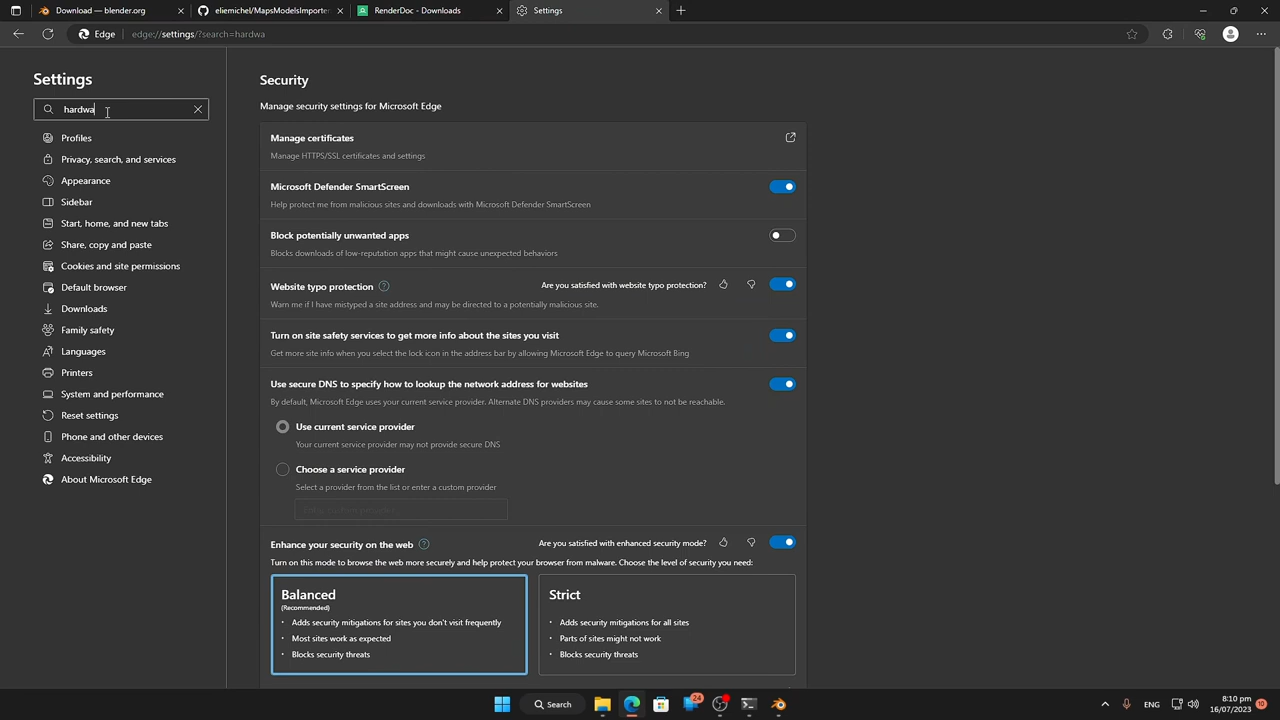 Download — blender.org
eliemichel/MapsModelsImporter
RenderDoc - Downloads
Settings
Edge
edge://settings/?search=hardwa
Settings
hardwa
Profiles
Privacy, search, and services
Appearance
Sidebar
Start, home, and new tabs
Share, copy and paste
Cookies and site permissions
Default browser
Downloads
Family safety
Languages
Printers
System and performance
Reset settings
Phone and other devices
Accessibility
About Microsoft Edge
Security
Manage security settings for Microsoft Edge
Manage certificates
Manage HTTPS/SSL certificates and settings
Microsoft Defender SmartScreen
Help protect me from malicious sites and downloads with Microsoft Defender SmartScreen
Block potentially unwanted apps
Blocks downloads of low-reputation apps that might cause unexpected behaviors
Website typo protection
Are you satisfied with website typo protection?
Warn me if I have mistyped a site address and may be directed to a potentially malicious site.
Turn on site safety services to get more info about the sites you visit
Get more site info when you select the lock icon in the address bar by allowing Microsoft Edge to query Microsoft Bing
Use secure DNS to specify how to lookup the network address for websites
By default, Microsoft Edge uses your current service provider. Alternate DNS providers may cause some sites to not be reachable.
Use current service provider
Your current service provider may not provide secure DNS
Choose a service provider
Select a provider from the list or enter a custom provider
Enter custom provider
Enhance your security on the web
Are you satisfied with enhanced security mode?
Turn on this mode to browse the web more securely and help protect your browser from malware. Choose the level of security you need:
Balanced
(Recommended)
• Adds security mitigations for sites you don't visit frequently
• Most sites work as expected
• Blocks security threats
Strict
• Adds security mitigations for all sites
• Parts of sites might not work
• Blocks security threats
Search
24
ENG
8:10 pm
16/07/2023
10